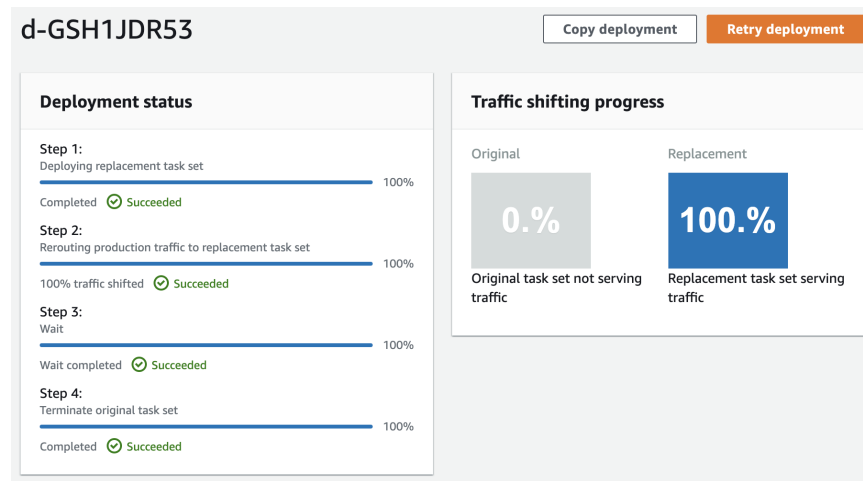 d-GSH1JDR53
Copy deployment
Retry deployment
Deployment status
Step 1:
Deploying replacement task set
100%
Completed Succeeded
Step 2:
Rerouting production traffic to replacement task set
100%
100% traffic shifted Succeeded
Step 3:
Wait
100%
Wait completed Succeeded
Step 4:
Terminate original task set
100%
Completed Succeeded
Traffic shifting progress
Original
0.%
Original task set not serving
traffic
Replacement
100.%
Replacement task set serving
traffic